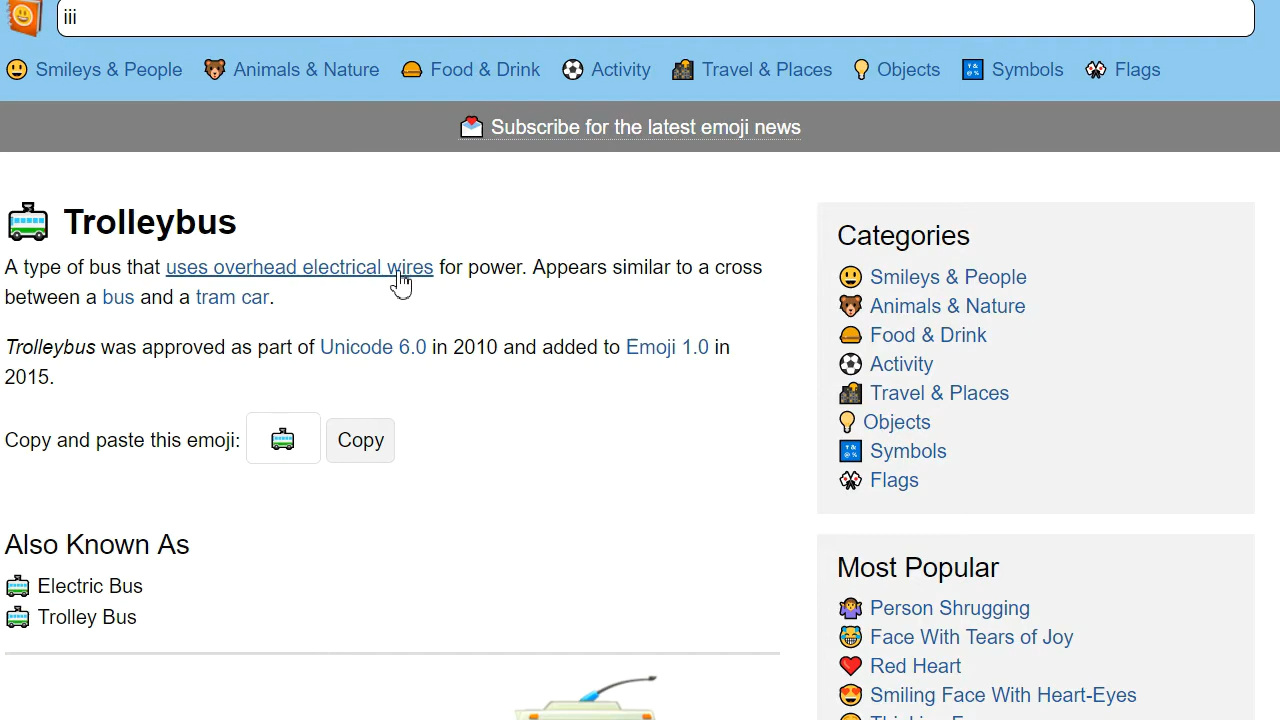 iii
Smileys & People Animals & Nature Food & Drink Activity Travel & Places Objects Symbols Flags
Subscribe for the latest emoji news
Trolleybus
A type of bus that uses overhead electrical wires for power. Appears similar to a cross
between a bus and a tram car.
Trolleybus was approved as part of Unicode 6.0 in 2010 and added to Emoji 1.0 in
2015.
Copy and paste this emoji: Copy
Also Known As
Electric Bus
Trolley Bus
Categories
Smileys & People
Animals & Nature
Food & Drink
Activity
Travel & Places
Objects
Symbols
Flags
Most Popular
Person Shrugging
Face With Tears of Joy
Red Heart
Smiling Face With Heart-Eyes